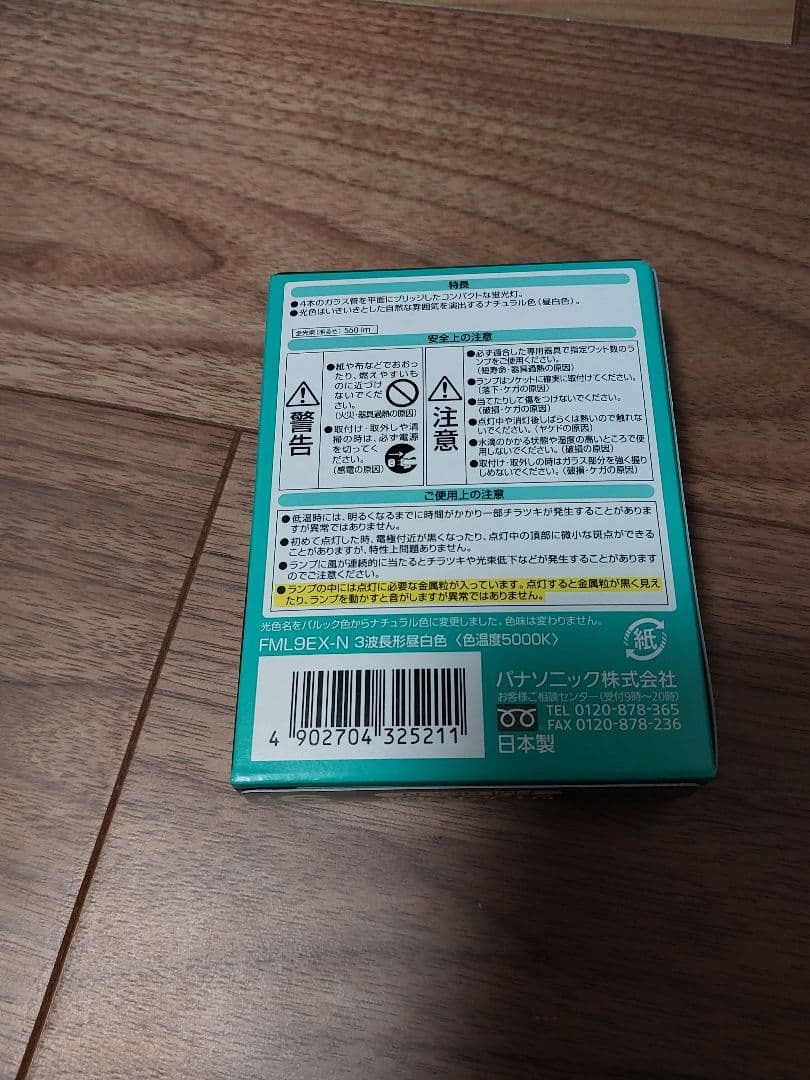 特長
●4本のガラス管を平面にブリッジしたコンパクトな蛍光灯。
●光色はいきいきとした自然な雰囲気を演出するナチュラル色(昼白色)。
全光束(明るさ) 550 lm
安全上の注意
警告
●紙や布などでおおっ
たり、燃えやすいも
のに近づけ
ないでくだ
さい。
(火災・器具過熱の原因)
●取付け・取外しや清
掃の時は、必ず電源
を切ってく
ださい。
(感電の原因)
注意
●必ず適合した専用器具で指定ワット数のラ
ンプをご使用ください。
(短寿命・器具過熱の原因)
●ランプはソケットに確実に取付けてください。
(落下・ケガの原因)
●当てたりして傷をつけないでください。
(破損・ケガの原因)
●点灯中や消灯後しばらくは熱いので触れな
いでください。(ヤケドの原因)
●水滴のかかる状態や湿度の高いところで使
用しないでください。(破損の原因)
●取付け・取外しの時はガラス部分を強く握り
しめないでください。(破損・ケガの原因)
ご使用上の注意
●低温時には、明るくなるまでに時間がかかり一部チラツキが発生することがありま
すが異常ではありません。
●初めて点灯した時、電極付近が黒くなったり、点灯中の頂部に微小な斑点ができる
ことがありますが、特性上問題ありません。
●ランプに風が連続的に当たるとチラツキや光束低下などが発生することがあります
のでご注意ください。
●ランプの中には点灯に必要な金属粒が入っています。点灯すると金属粒が黒く見え
たり、ランプを動かすと音がしますが異常ではありません。
光色名をパルック色からナチュラル色に変更しました。色味は変わりません。
FML9EX-N 3波長形昼白色〈色温度5000K〉
紙
4 902704 325211
パナソニック株式会社
お客様ご相談センター(受付9時〜20時)
TEL 0120-878-365
FAX 0120-878-236
日本製